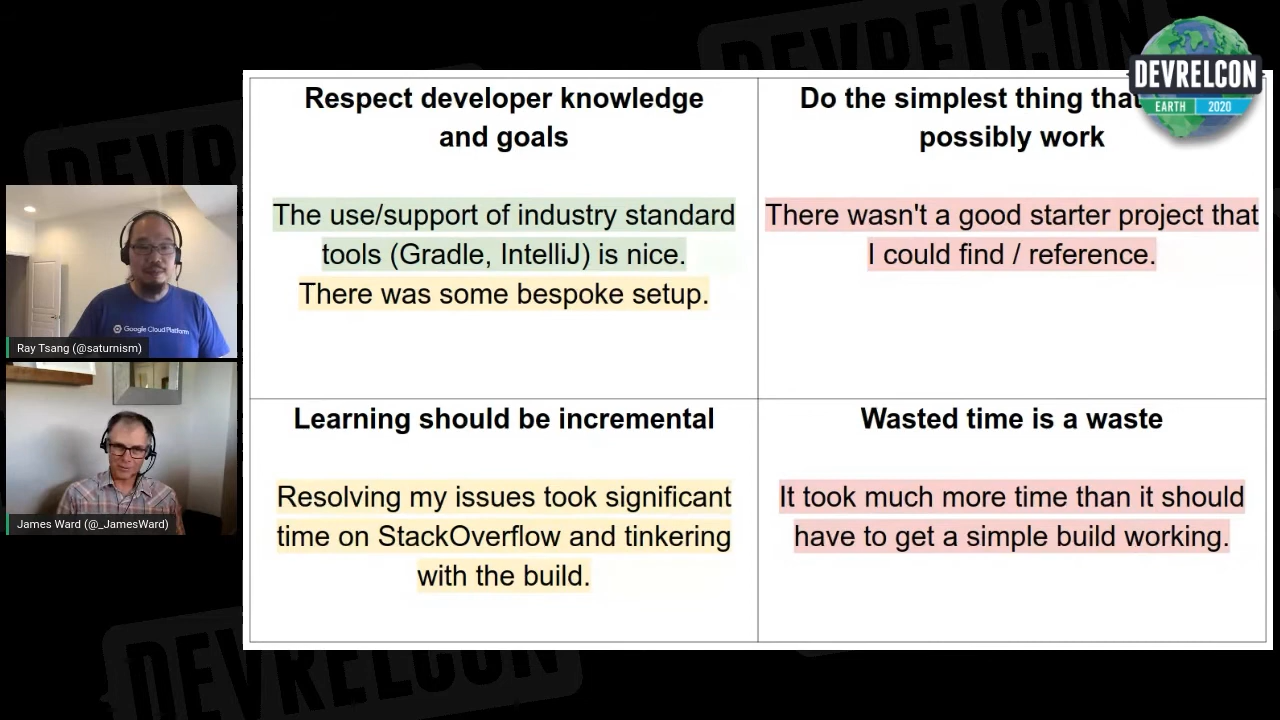 DEVRELCON
EARTH 2020
Respect developer knowledge
and goals
The use/support of industry standard
tools (Gradle, IntelliJ) is nice.
There was some bespoke setup.
Do the simplest thing that
possibly work
There wasn't a good starter project that
I could find / reference.
Google Cloud Platform
Ray Tsang (@saturnism)
James Ward (@_JamesWard)
Learning should be incremental
Resolving my issues took significant
time on StackOverflow and tinkering
with the build.
Wasted time is a waste
It took much more time than it should
have to get a simple build working.
DEVRELCON